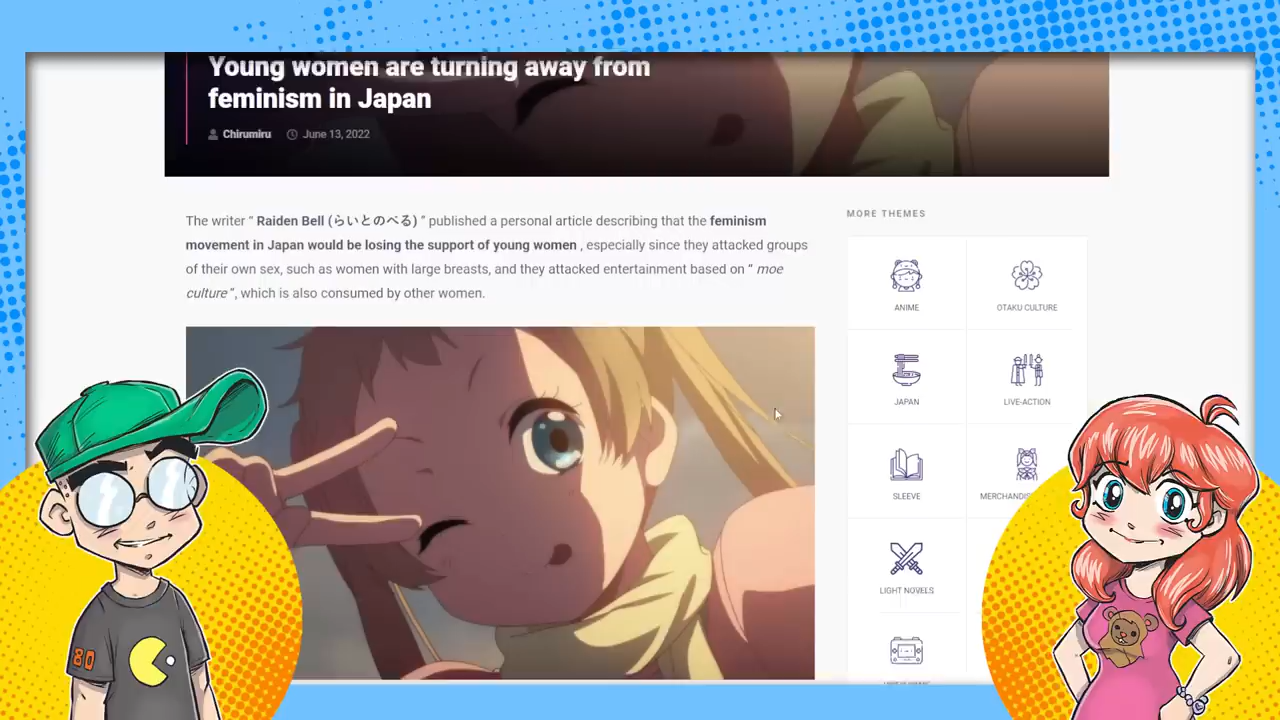 Young women are turning away from
feminism in Japan
Chirumiru June 13, 2022
The writer “ Raiden Bell (らいとのべる) ” published a personal article describing that the feminism
movement in Japan would be losing the support of young women , especially since they attacked groups
of their own sex, such as women with large breasts, and they attacked entertainment based on “ moe
culture ”, which is also consumed by other women.
MORE THEMES
ANIME
OTAKU CULTURE
JAPAN
LIVE-ACTION
SLEEVE
LIGHT NOVELS
80